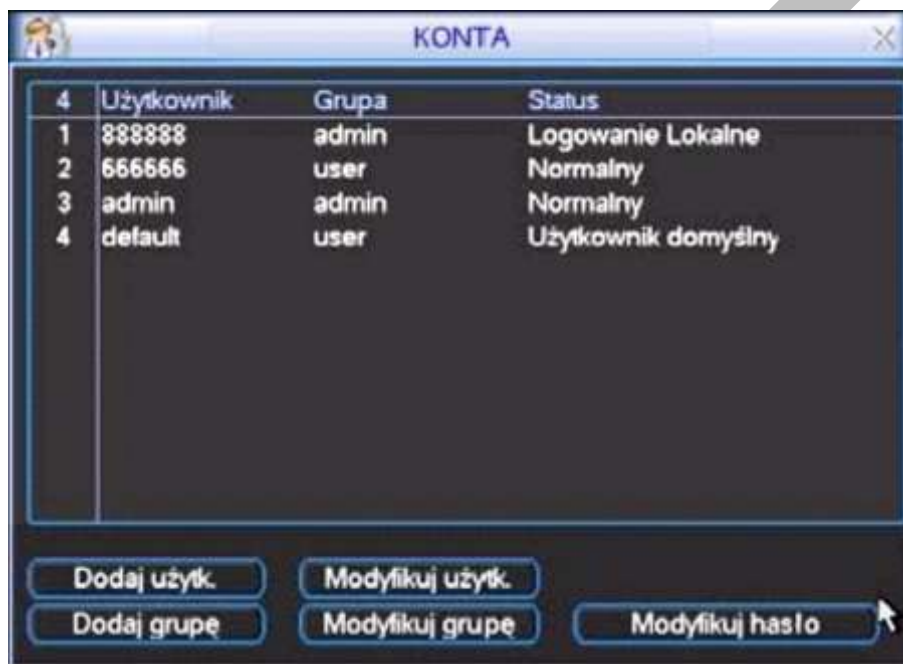 KONTA
4 Użytkownik Grupa Status
1 888888 admin Logowanie Lokalne
2 666666 user Normalny
3 admin admin Normalny
4 default user Użytkownik domyślny
Dodaj użytk. Modyfikuj użytk.
Dodaj grupę Modyfikuj grupę Modyfikuj hasło